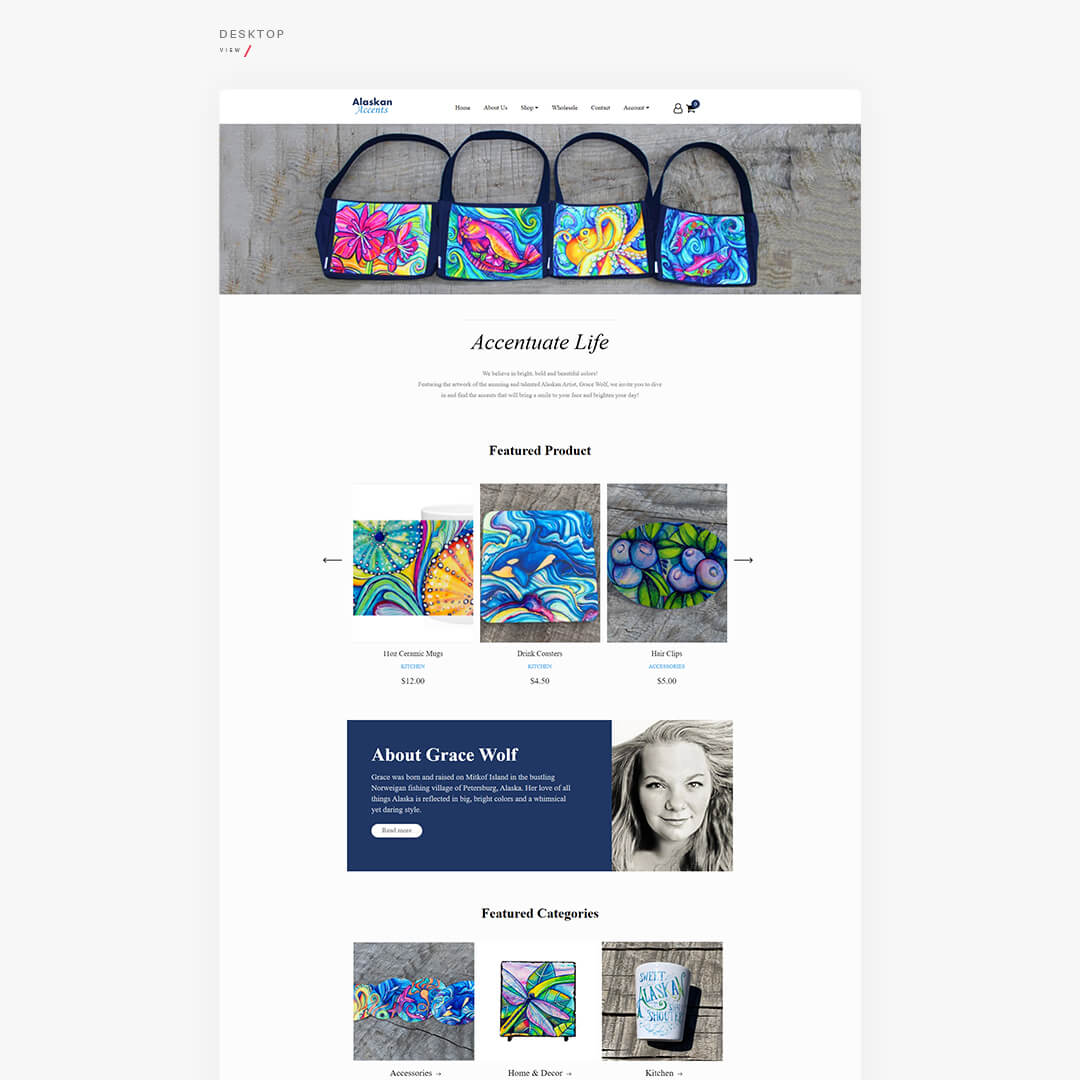 DESKTOP
VIEW /
Alaskan
Accents
Home About Us Shop Wholesale Contact Account 0
Accentuate Life
We believe in bright, bold and beautiful colors!
Featuring the artwork of the amazing and talented Alaskan Artist, Grace Wolf, we invite you to dive
in and find the accents that will bring a smile to your face and brighten your day!
Featured Product
← →
11oz Ceramic Mugs Drink Coasters Hair Clips
KITCHEN KITCHEN ACCESSORIES
$12.00 $4.50 $5.00
About Grace Wolf
Grace was born and raised on Mitkof Island in the bustling
Norweigan fishing village of Petersburg, Alaska. Her love of all
things Alaska is reflected in big, bright colors and a whimsical
yet daring style.
Read more
Featured Categories
SWEET
ALASKAN
Accessories → Home & Decor → Kitchen →